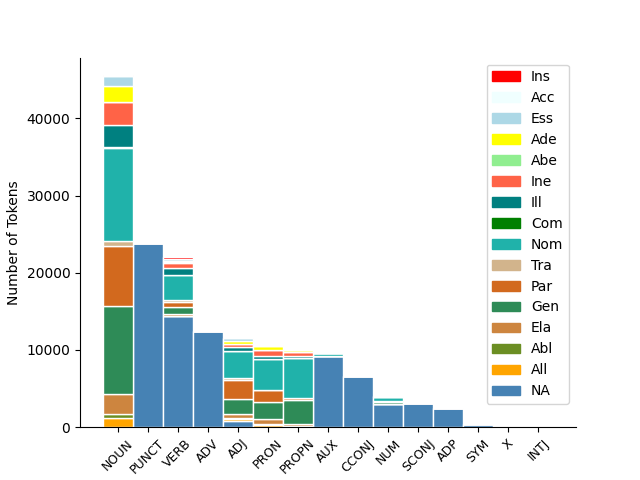 Number of Tokens
40000
30000
20000
10000
0
NOUN
PUNCT
VERB
ADV
ADJ
PRON
PROPN
AUX
CCONJ
NUM
SCONJ
ADP
SYM
X
INTJ
Ins
Acc
Ess
Ade
Abe
Ine
Ill
Com
Nom
Tra
Par
Gen
Ela
Abl
All
NA